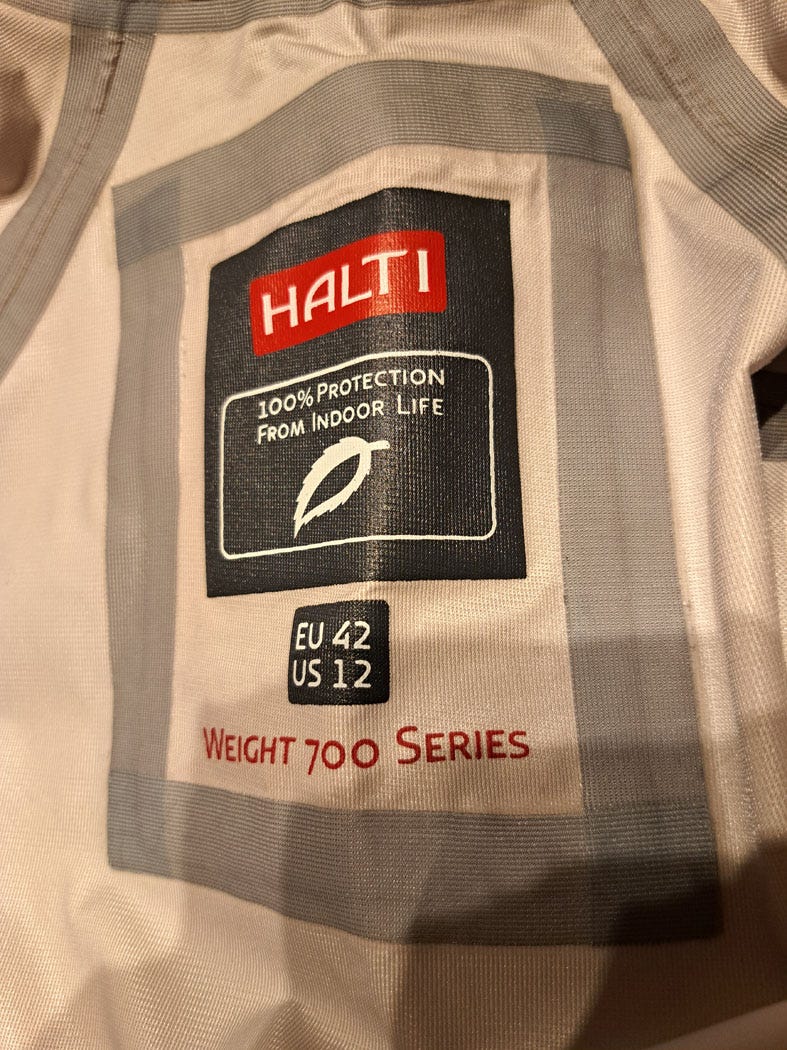 HALTI
100% PROTECTION
FROM INDOOR LIFE
EU 42
US 12
WEIGHT 700 SERIES